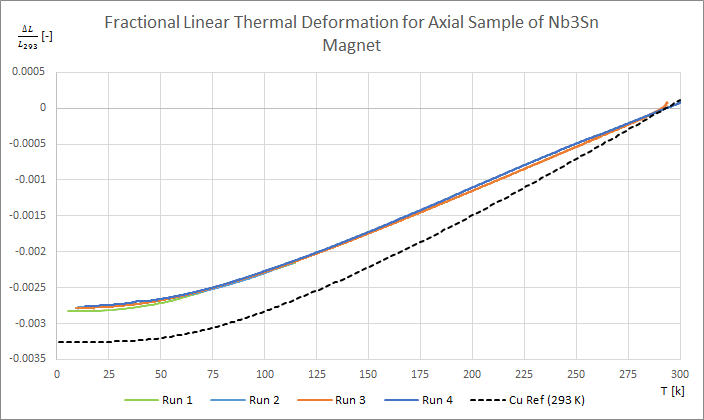 Fractional Linear Thermal Deformation for Axial Sample of Nb3Sn
Magnet
ΔL
L293 [-]
0.0005
0
-0.0005
-0.001
-0.0015
-0.002
-0.0025
-0.003
-0.0035
0 25 50 75 100 125 150 175 200 225 250 275 300
T [k]
Run 1 Run 2 Run 3 Run 4 Cu Ref (293 K)